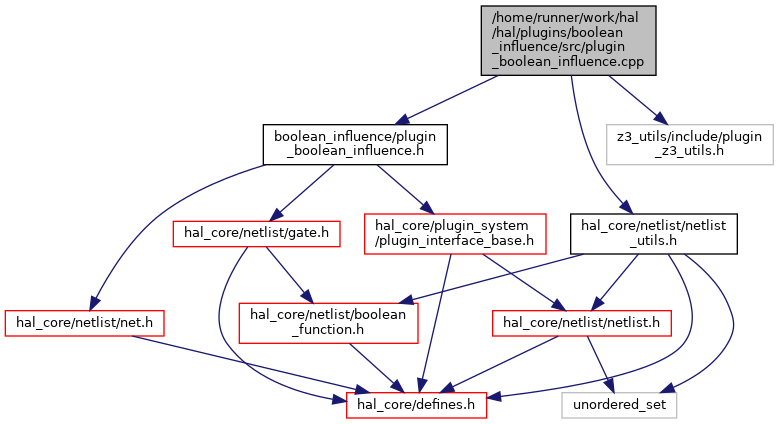 /home/runner/work/hal
/hal/plugins/boolean
_influence/src/plugin
_boolean_influence.cpp
boolean_influence/plugin
_boolean_influence.h
z3_utils/include/plugin
_z3_utils.h
hal_core/netlist/gate.h
hal_core/plugin_system
/plugin_interface_base.h
hal_core/netlist/netlist
_utils.h
hal_core/netlist/net.h
hal_core/netlist/boolean
_function.h
hal_core/netlist/netlist.h
hal_core/defines.h
unordered_set